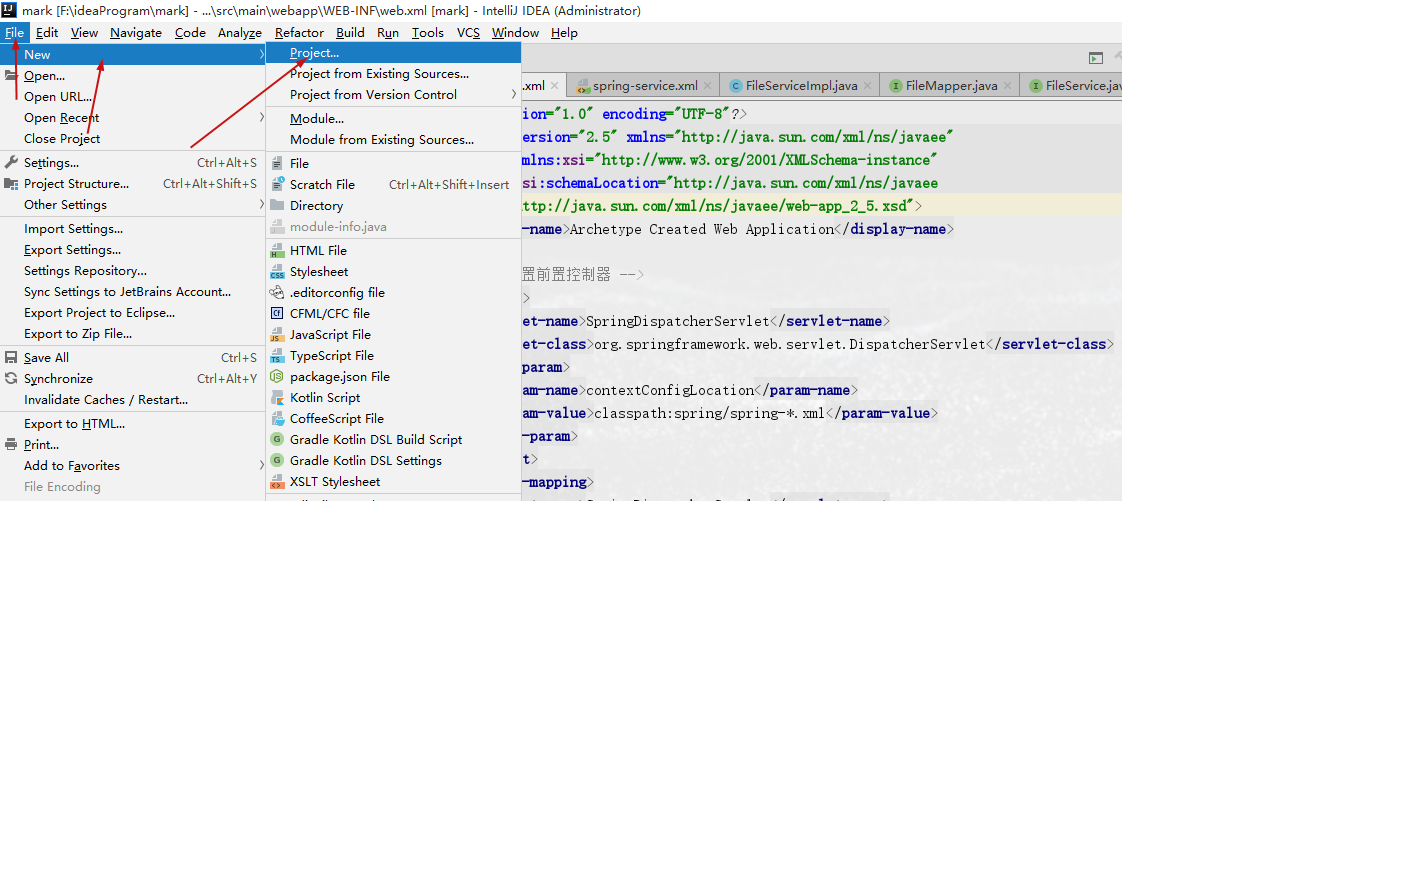 mark [F:\ideaProgram\mark] - ...\src\main\webapp\WEB-INF\web.xml [mark] - IntelliJ IDEA (Administrator)
File Edit View Navigate Code Analyze Refactor Build Run Tools VCS Window Help
New
Open...
Open URL...
Open Recent
Close Project
Settings... Ctrl+Alt+S
Project Structure... Ctrl+Alt+Shift+S
Other Settings
Import Settings...
Export Settings...
Settings Repository...
Sync Settings to JetBrains Account...
Export Project to Eclipse...
Export to Zip File...
Save All Ctrl+S
Synchronize Ctrl+Alt+Y
Invalidate Caches / Restart...
Export to HTML...
Print...
Add to Favorites
File Encoding
Project...
Project from Existing Sources...
Project from Version Control
Module...
Module from Existing Sources...
File
Scratch File Ctrl+Alt+Shift+Insert
Directory
module-info.java
HTML File
Stylesheet
.editorconfig file
CFML/CFC file
JavaScript File
TypeScript File
package.json File
Kotlin Script
CoffeeScript File
Gradle Kotlin DSL Build Script
Gradle Kotlin DSL Settings
XSLT Stylesheet
.xml spring-service.xml FileServiceImpl.java FileMapper.java FileService.jav
ion="1.0" encoding="UTF-8"?>
ersion="2.5" xmlns="http://java.sun.com/xml/ns/javaee"
mlns:xsi="http://www.w3.org/2001/XMLSchema-instance"
si:schemaLocation="http://java.sun.com/xml/ns/javaee
ttp://java.sun.com/xml/ns/javaee/web-app_2_5.xsd">
-name>Archetype Created Web Application</display-name>
置前置控制器 -->
>
et-name>SpringDispatcherServlet</servlet-name>
et-class>org.springframework.web.servlet.DispatcherServlet</servlet-class>
param>
am-name>contextConfigLocation</param-name>
am-value>classpath:spring/spring-*.xml</param-value>
-param>
t>
-mapping>